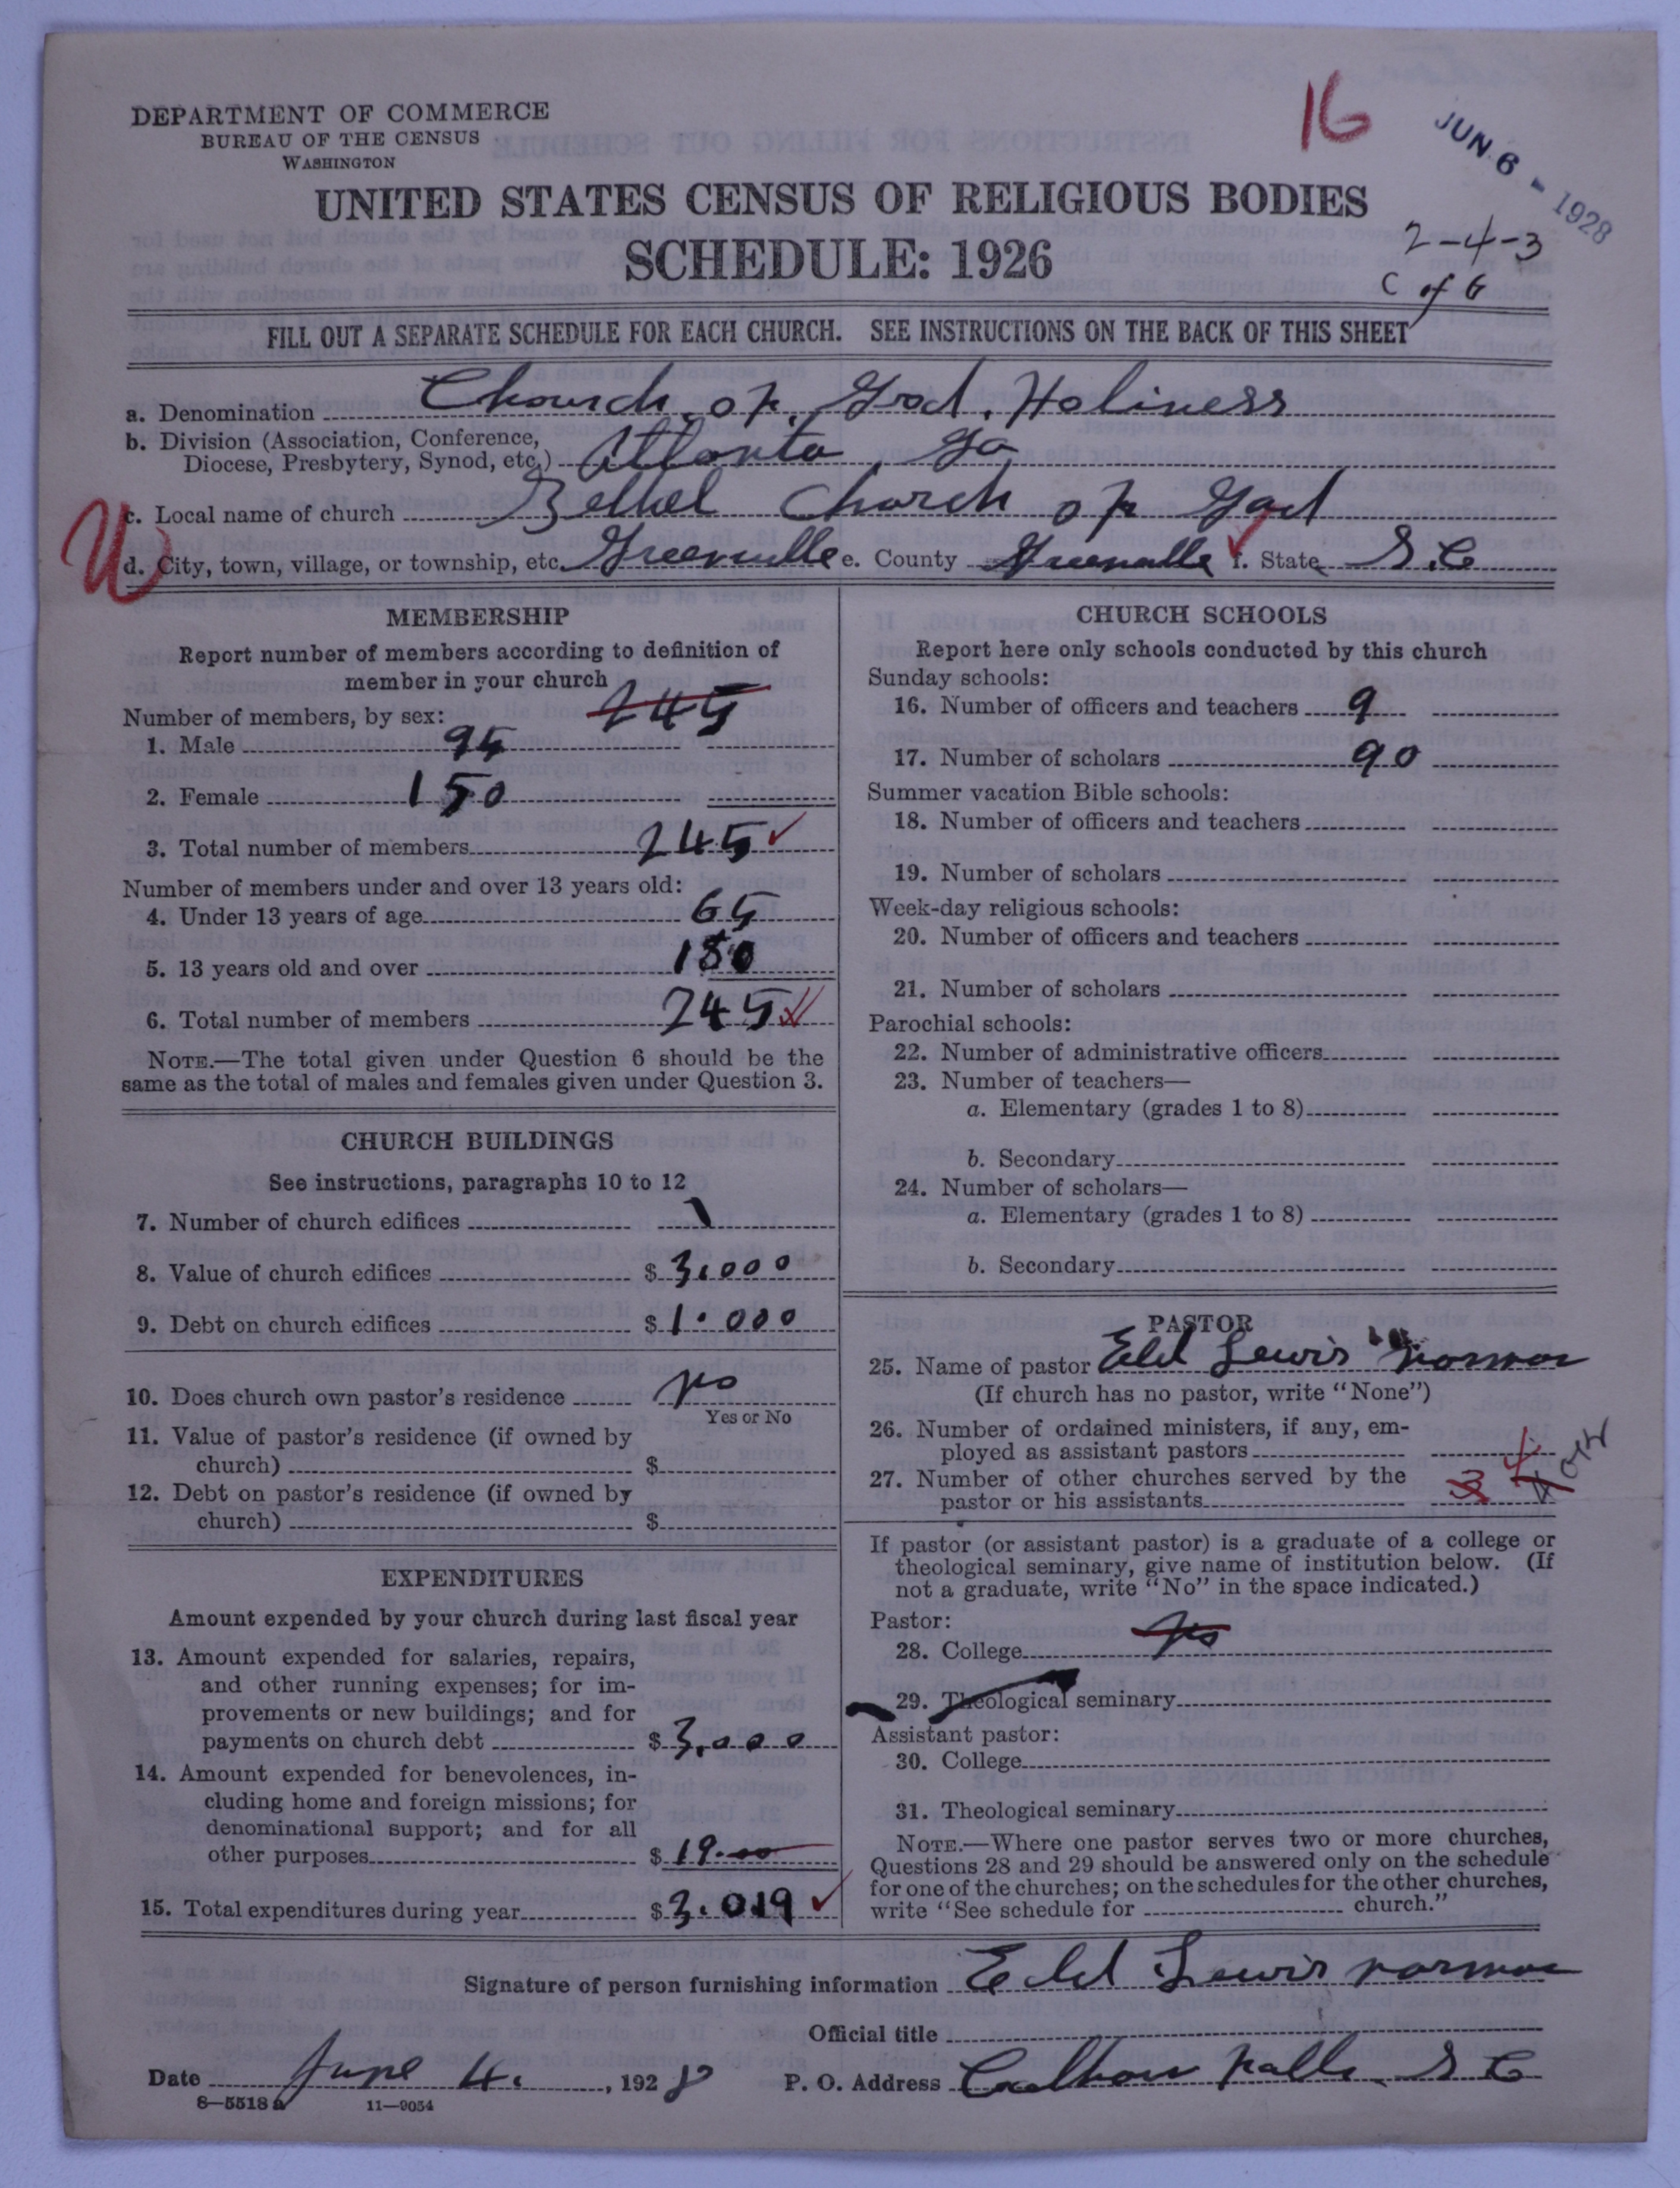 DEPARTMENT OF COMMERCE
BUREAU OF THE CENSUS
WASHINGTON
16
JUN 6 - 1928
UNITED STATES CENSUS OF RELIGIOUS BODIES
SCHEDULE: 1926
2-4-3
C of G
FILL OUT A SEPARATE SCHEDULE FOR EACH CHURCH. SEE INSTRUCTIONS ON THE BACK OF THIS SHEET
a. Denomination Church of God Holiness
b. Division (Association, Conference, Diocese, Presbytery, Synod, etc.) Atlanta, Ga
c. Local name of church Bethel Church of God
d. City, town, village, or township, etc. Greenville e. County Greenville f. State S.C
MEMBERSHIP
Report number of members according to definition of
member in your church
245
Number of members, by sex:
1. Male 95
2. Female 150
3. Total number of members 245
Number of members under and over 13 years old:
4. Under 13 years of age 65
5. 13 years old and over 180
6. Total number of members 245
NOTE.—The total given under Question 6 should be the
same as the total of males and females given under Question 3.
CHURCH BUILDINGS
See instructions, paragraphs 10 to 12
7. Number of church edifices 1
8. Value of church edifices $ 3,000
9. Debt on church edifices $ 1.000
10. Does church own pastor's residence no
Yes or No
11. Value of pastor's residence (if owned by
church) $
12. Debt on pastor's residence (if owned by
church) $
EXPENDITURES
Amount expended by your church during last fiscal year
13. Amount expended for salaries, repairs,
and other running expenses; for im-
provements or new buildings; and for
payments on church debt $ 3,000
14. Amount expended for benevolences, in-
cluding home and foreign missions; for
denominational support; and for all
other purposes $ 19.00
15. Total expenditures during year $ 3.019
CHURCH SCHOOLS
Report here only schools conducted by this church
Sunday schools:
16. Number of officers and teachers 9
17. Number of scholars 90
Summer vacation Bible schools:
18. Number of officers and teachers
19. Number of scholars
Week-day religious schools:
20. Number of officers and teachers
21. Number of scholars
Parochial schools:
22. Number of administrative officers
23. Number of teachers—
a. Elementary (grades 1 to 8)
b. Secondary
24. Number of scholars—
a. Elementary (grades 1 to 8)
b. Secondary
PASTOR
25. Name of pastor Eld Lewis Norman
(If church has no pastor, write "None")
26. Number of ordained ministers, if any, em-
ployed as assistant pastors
27. Number of other churches served by the
pastor or his assistants 3 4
If pastor (or assistant pastor) is a graduate of a college or
theological seminary, give name of institution below. (If
not a graduate, write "No" in the space indicated.)
Pastor:
28. College no
29. Theological seminary
Assistant pastor:
30. College
31. Theological seminary
NOTE.—Where one pastor serves two or more churches,
Questions 28 and 29 should be answered only on the schedule
for one of the churches; on the schedules for the other churches,
write "See schedule for church."
Signature of person furnishing information Eld Lewis norman
Official title
Date June 4. , 1928 P. O. Address Calhoun Falls S C
8—5518 a 11—9054